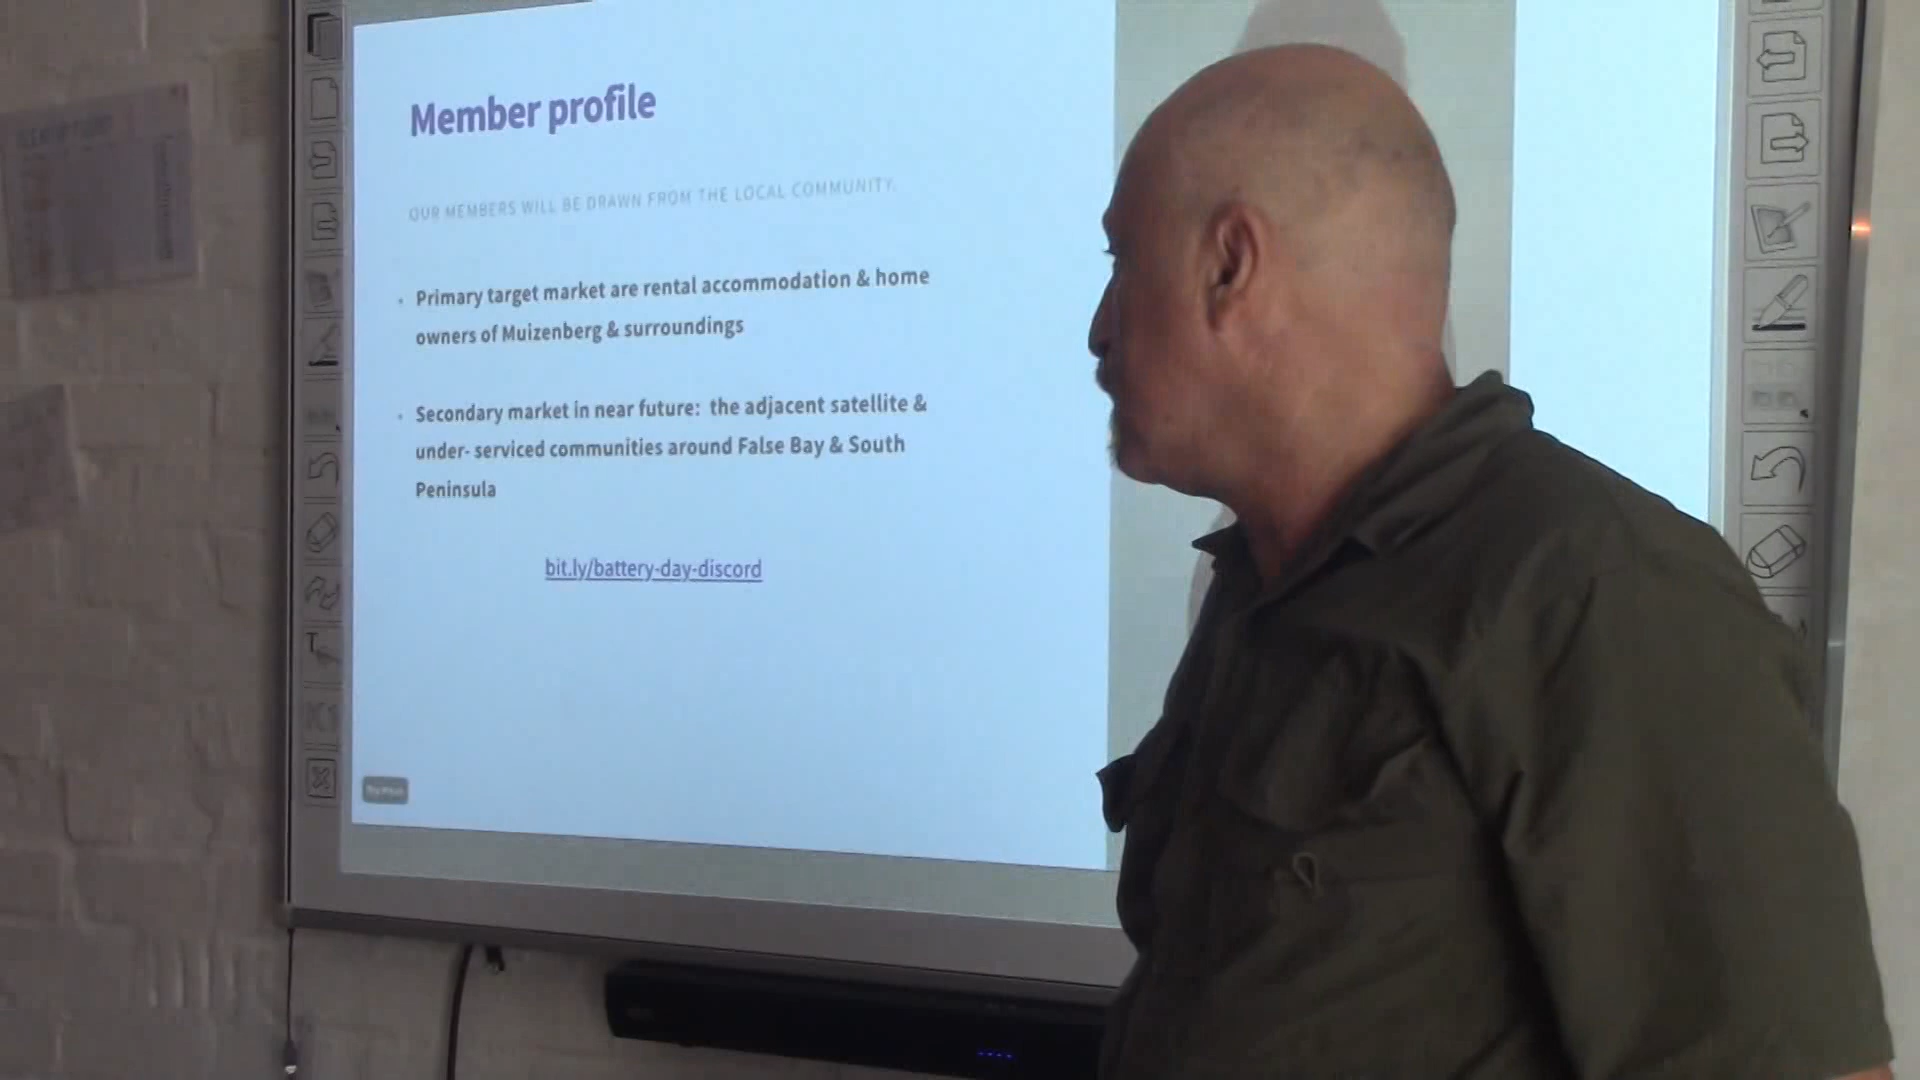 Member profile
OUR MEMBERS WILL BE DRAWN FROM THE LOCAL COMMUNITY.
• Primary target market are rental accommodation & home
owners of Muizenberg & surroundings
• Secondary market in near future: the adjacent satellite &
under- serviced communities around False Bay & South
Peninsula
bit.ly/battery-day-discord
T